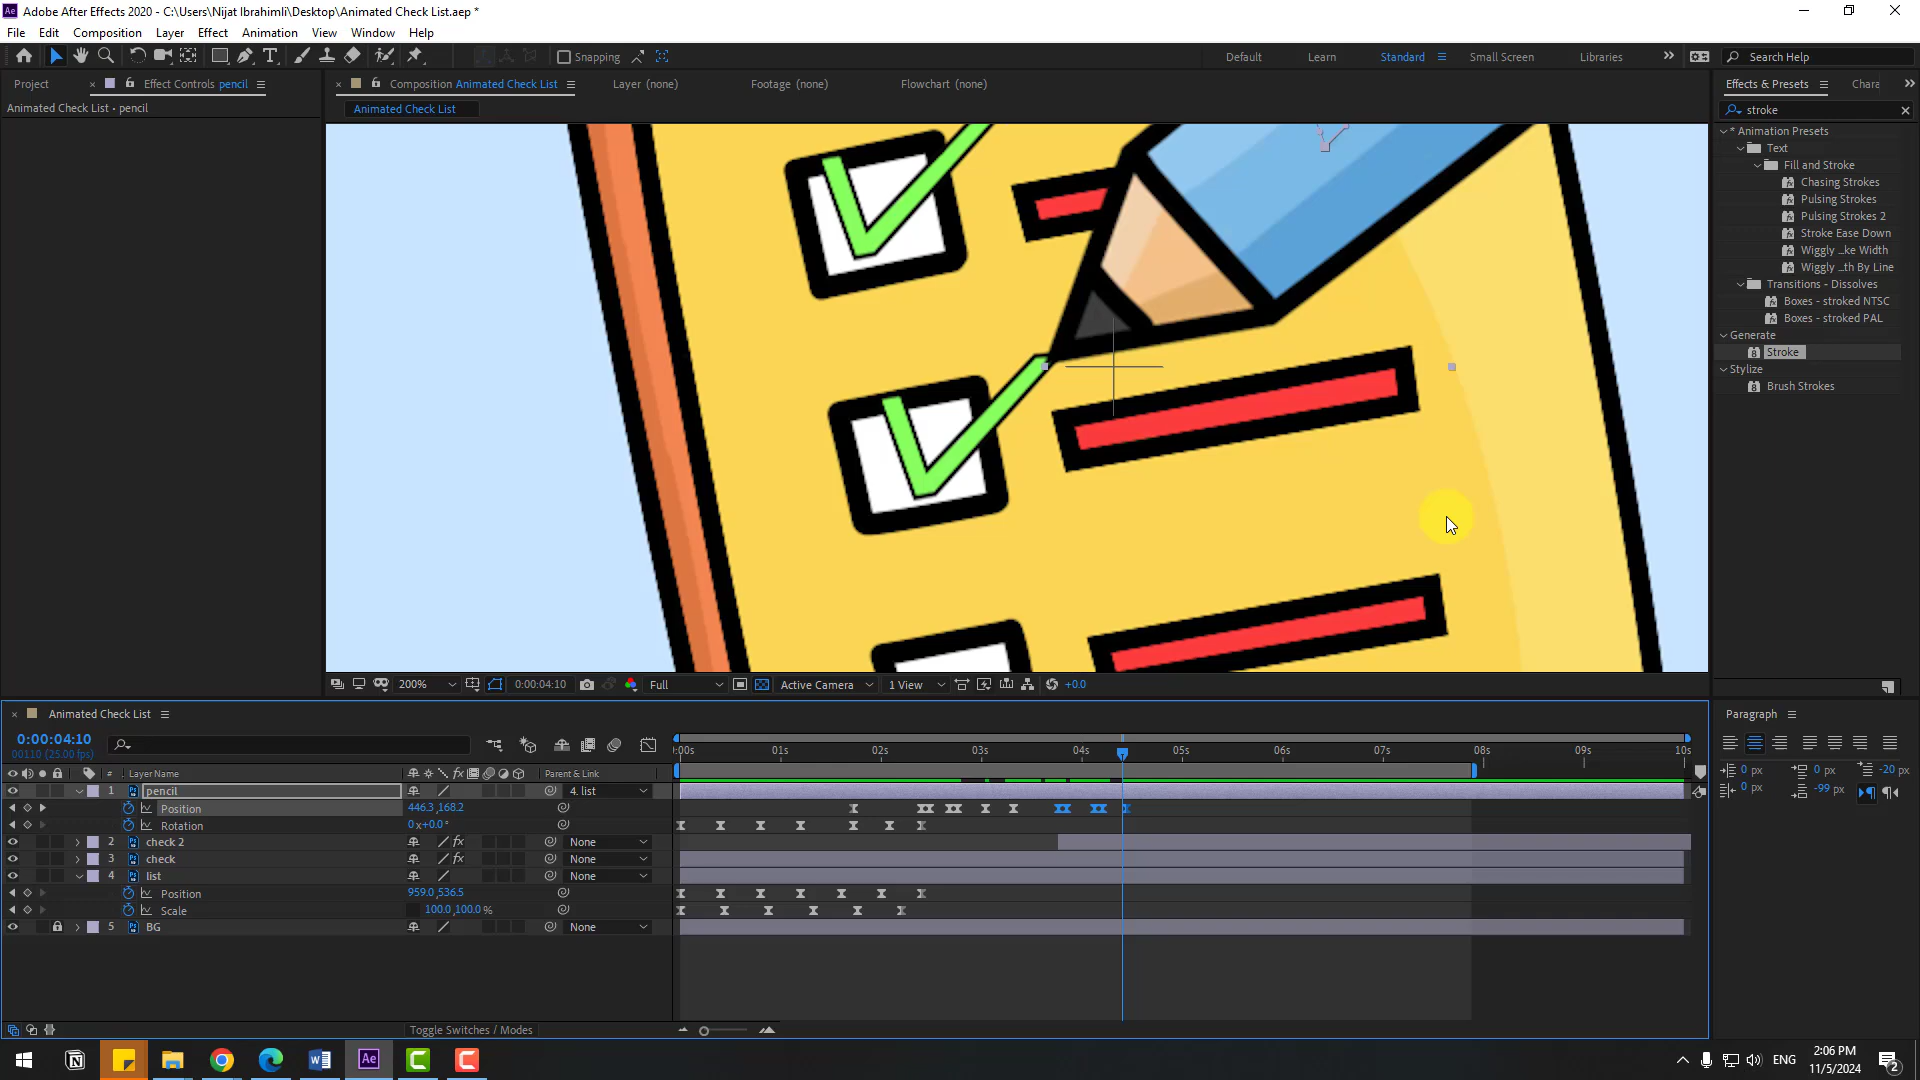 Adobe After Effects 2020 - C:\Users\Nijat Ibrahimli\Desktop\Animated Check List.aep *
File Edit Composition Layer Effect Animation View Window Help
Snapping Default Learn Standard Small Screen Libraries Search Help
Project Effect Controls pencil Composition Animated Check List Layer (none) Footage (none) Flowchart (none) Effects & Presets Chara
Animated Check List • pencil Animated Check List stroke
* Animation Presets
Text
Fill and Stroke
Chasing Strokes
Pulsing Strokes
Pulsing Strokes 2
Stroke Ease Down
Wiggly ...ke Width
Wiggly ...th By Line
Transitions - Dissolves
Boxes - stroked NTSC
Boxes - stroked PAL
Generate
Stroke
Stylize
Brush Strokes
200% 0:00:04:10 Full Active Camera 1 View +0.0
Animated Check List Paragraph
0:00:04:10
00110 (25.00 fps)
:00s 01s 02s 03s 04s 05s 06s 07s 08s 09s 10s
# Layer Name Parent & Link
0 px 0 px -20 px
0 px -99 px
1 pencil 4. list
Position 446.3,168.2
Rotation 0x+0.0°
2 check 2 fx None
3 check fx None
4 list None
Position 959.0,536.5
Scale 100.0,100.0 %
5 BG None
Toggle Switches / Modes
ENG 2:06 PM
11/5/2024 2